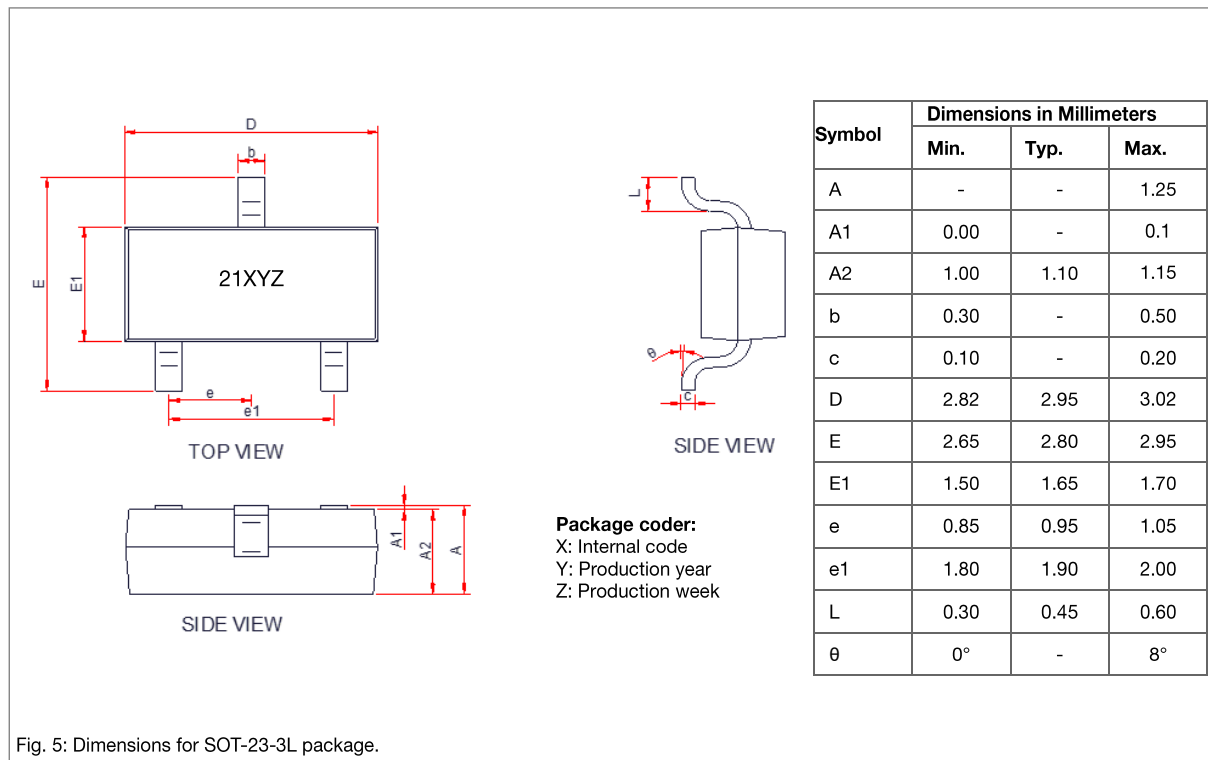 D
b
E
E1
21XYZ
e
e1
TOP VIEW
L
θ
c
SIDE VIEW
A1
A2
A
SIDE VIEW
Package coder:
X: Internal code
Y: Production year
Z: Production week
Symbol Dimensions in Millimeters
Min. Typ. Max.
A - - 1.25
A1 0.00 - 0.1
A2 1.00 1.10 1.15
b 0.30 - 0.50
c 0.10 - 0.20
D 2.82 2.95 3.02
E 2.65 2.80 2.95
E1 1.50 1.65 1.70
e 0.85 0.95 1.05
e1 1.80 1.90 2.00
L 0.30 0.45 0.60
θ 0° - 8°
Fig. 5: Dimensions for SOT-23-3L package.